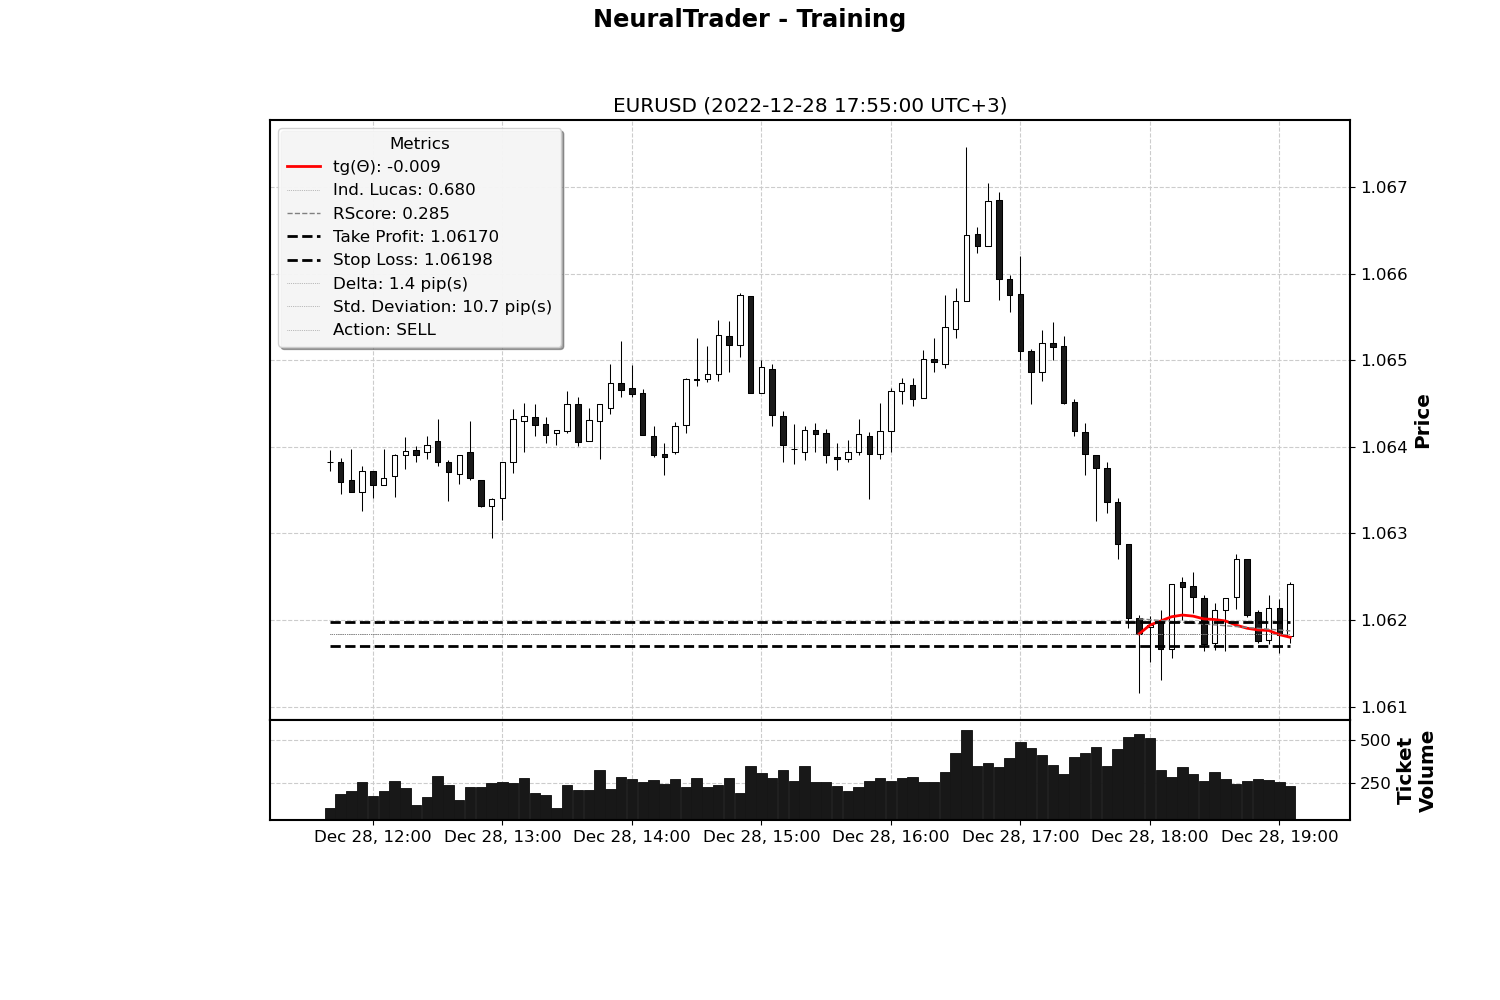 NeuralTrader - Training
EURUSD (2022-12-28 17:55:00 UTC+3)
Metrics
tg(Θ): -0.009
Ind. Lucas: 0.680
RScore: 0.285
Take Profit: 1.06170
Stop Loss: 1.06198
Delta: 1.4 pip(s)
Std. Deviation: 10.7 pip(s)
Action: SELL
1.067
1.066
1.065
1.064
1.063
1.062
1.061
Price
500
250
Ticket
Volume
Dec 28, 12:00
Dec 28, 13:00
Dec 28, 14:00
Dec 28, 15:00
Dec 28, 16:00
Dec 28, 17:00
Dec 28, 18:00
Dec 28, 19:00